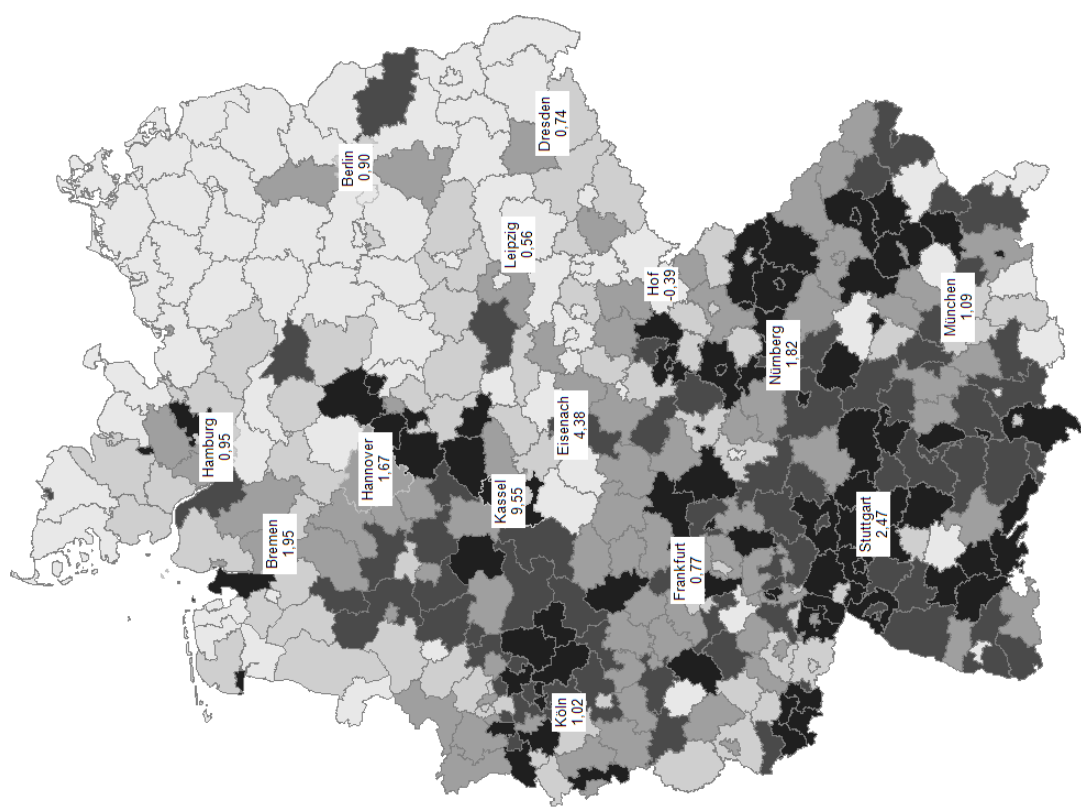 Hamburg
0,95
Bremen
1,95
Hannover
1,67
Berlin
0,90
Kassel
9,55
Leipzig
0,56
Dresden
0,74
Köln
1,02
Eisenach
4,38
Hof
-0,39
Frankfurt
0,77
Nürnberg
1,82
Stuttgart
2,47
München
1,09